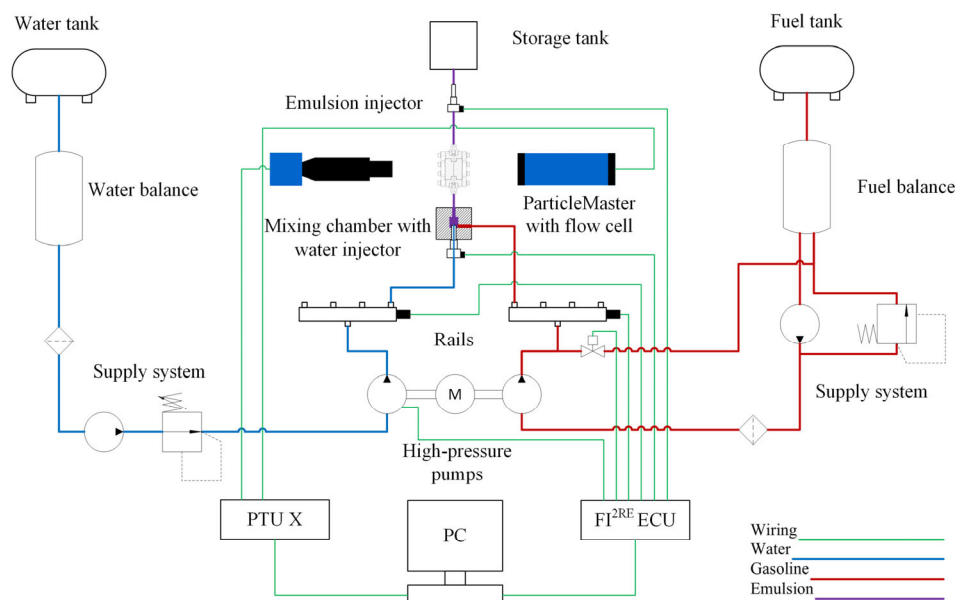 Water tank
Storage tank
Fuel tank
Emulsion injector
Water balance
Fuel balance
ParticleMaster
with flow cell
Mixing chamber with
water injector
Rails
Supply system
Supply system
M
High-pressure
pumps
PTU X
PC
FI²ᴿᴱ ECU
Wiring
Water
Gasoline
Emulsion